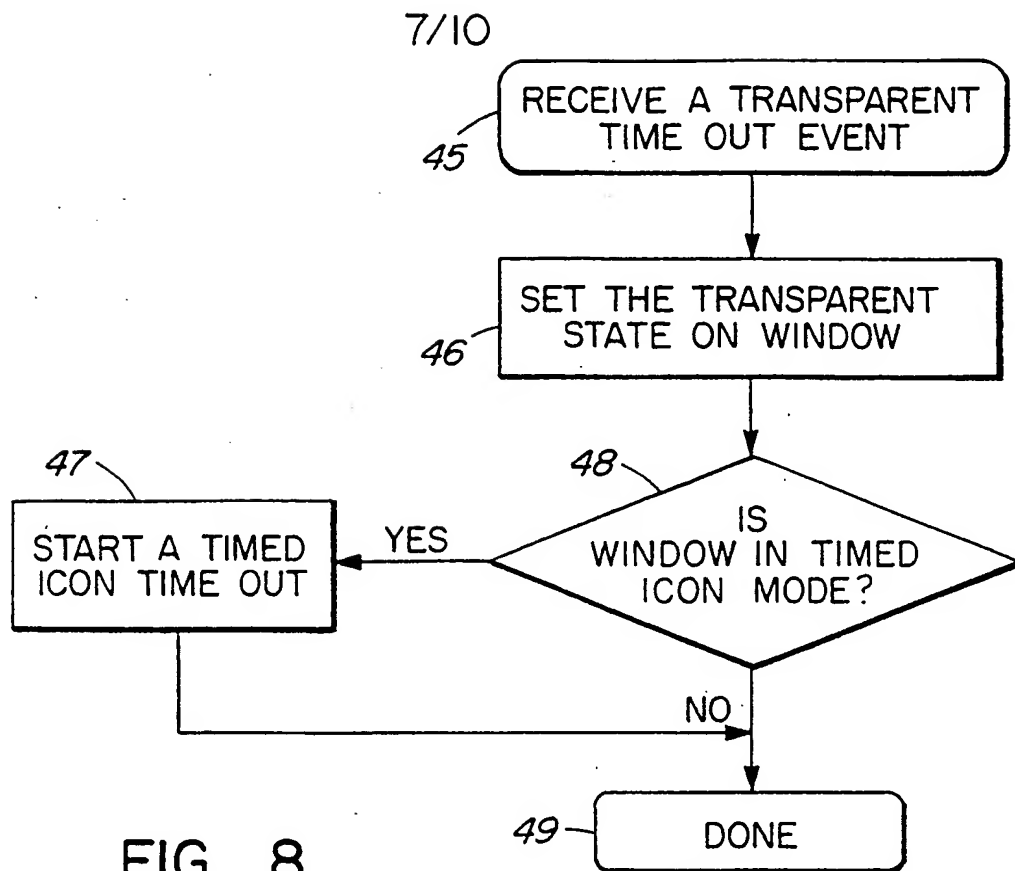 7/10
RECEIVE A TRANSPARENT
TIME OUT EVENT
45
SET THE TRANSPARENT
STATE ON WINDOW
46
47
48
START A TIMED
ICON TIME OUT
YES
IS
WINDOW IN TIMED
ICON MODE?
NO
49
DONE
FIG. 8